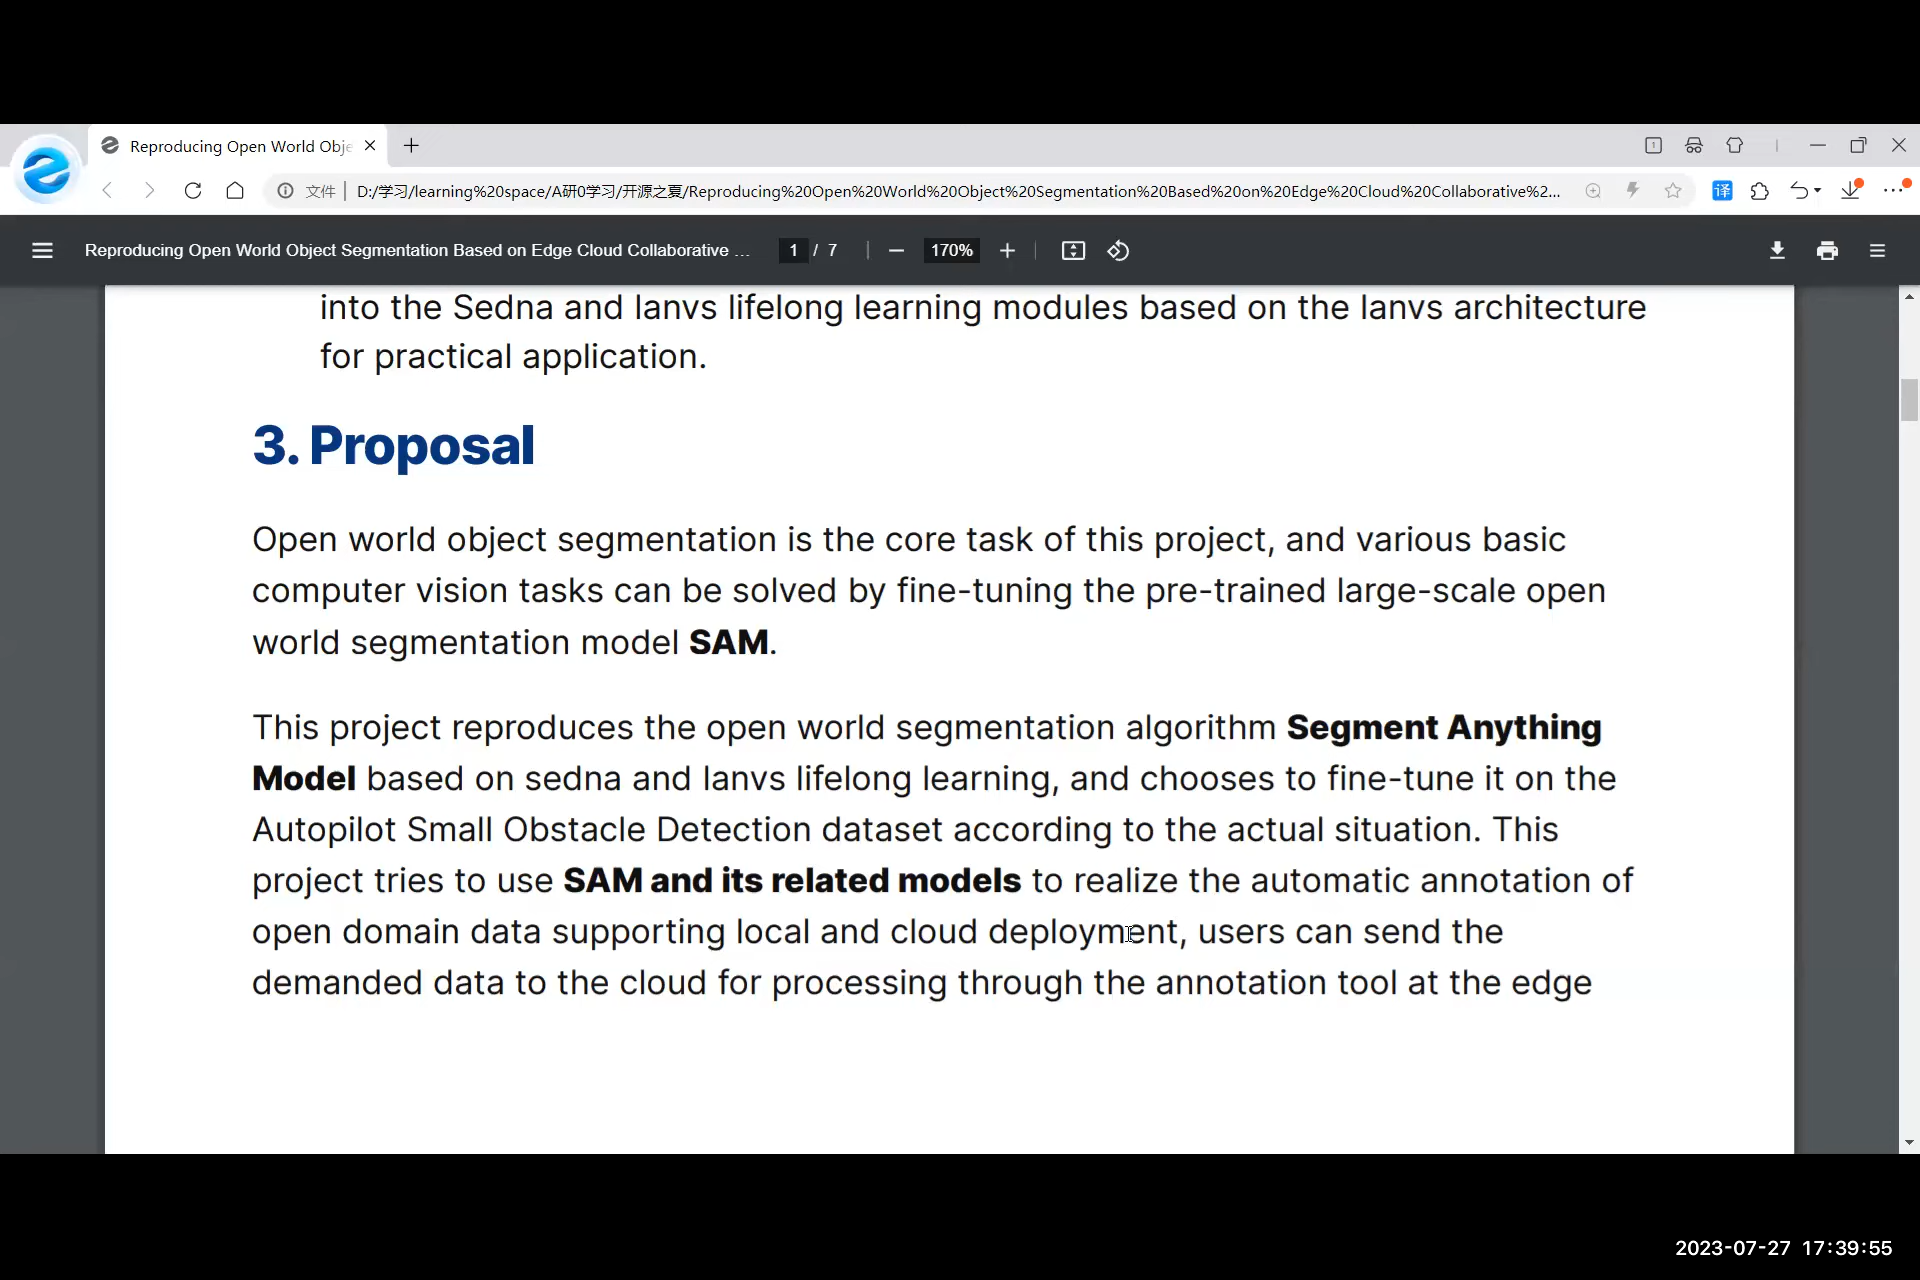 Reproducing Open World Obje
文件
D:/学习/learning%20space/A研0学习/开源之夏/Reproducing%20Open%20World%20Object%20Segmentation%20Based%20on%20Edge%20Cloud%20Collaborative%2...
译
Reproducing Open World Object Segmentation Based on Edge Cloud Collaborative ...
1 / 7
170%
into the Sedna and Ianvs lifelong learning modules based on the Ianvs architecture
for practical application.
3. Proposal
Open world object segmentation is the core task of this project, and various basic
computer vision tasks can be solved by fine-tuning the pre-trained large-scale open
world segmentation model SAM.
This project reproduces the open world segmentation algorithm Segment Anything
Model based on sedna and Ianvs lifelong learning, and chooses to fine-tune it on the
Autopilot Small Obstacle Detection dataset according to the actual situation. This
project tries to use SAM and its related models to realize the automatic annotation of
open domain data supporting local and cloud deployment, users can send the
demanded data to the cloud for processing through the annotation tool at the edge
2023-07-27 17:39:55